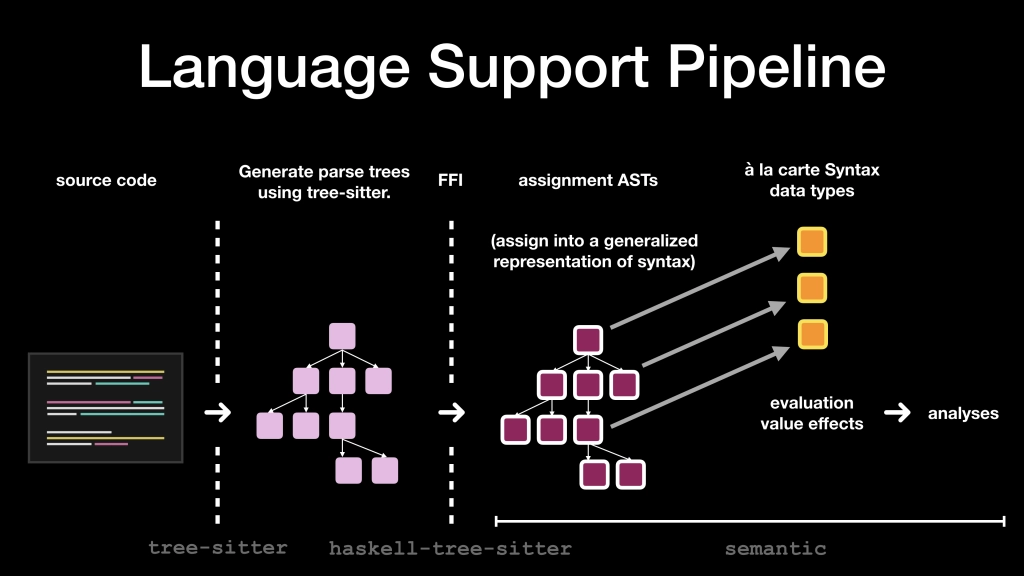 Language Support Pipeline
source code
Generate parse trees
using tree-sitter.
FFI
assignment ASTs
à la carte Syntax
data types
(assign into a generalized
representation of syntax)
evaluation
value effects
analyses
tree-sitter
haskell-tree-sitter
semantic